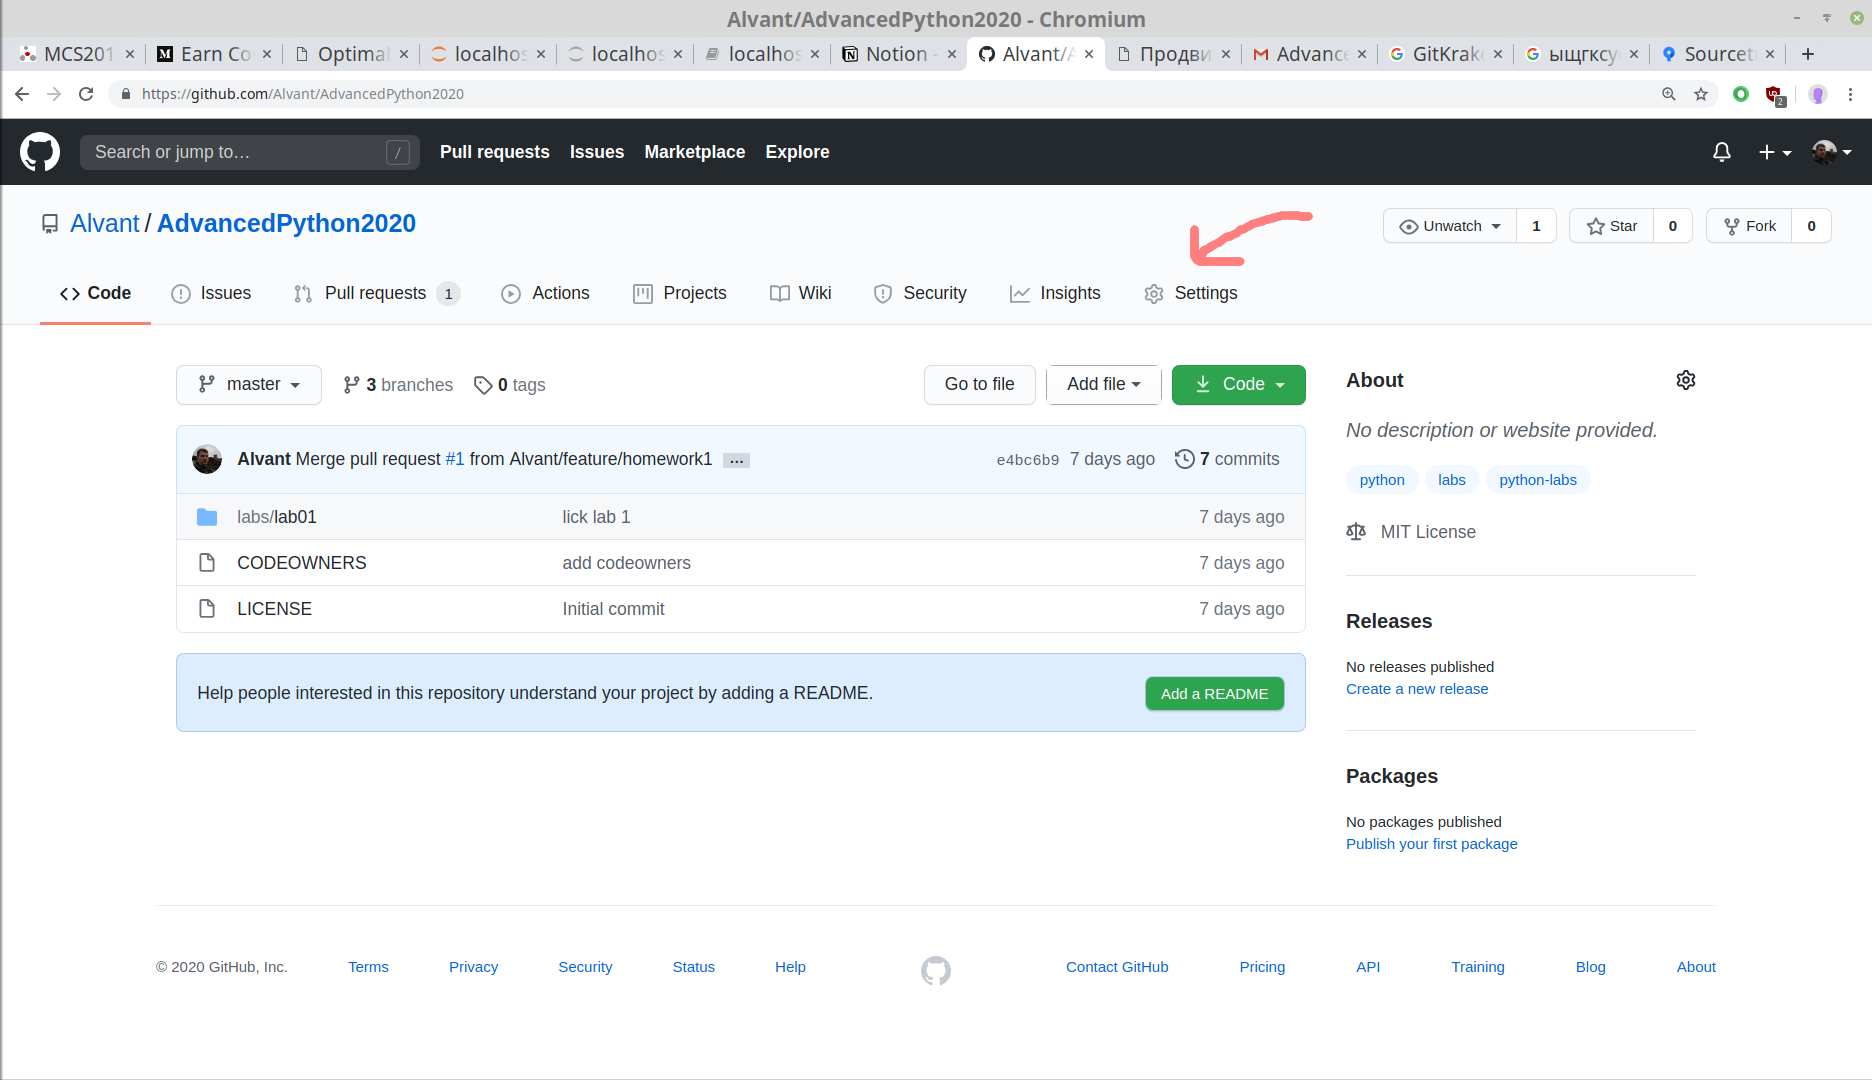 Alvant/AdvancedPython2020 - Chromium
MCS201 Earn Co Optimal localhos localhos localhos Notion - Alvant/A Продви Advance GitKrake ыщгксу Sourcet
https://github.com/Alvant/AdvancedPython2020 2
Search or jump to… / Pull requests Issues Marketplace Explore
Alvant / AdvancedPython2020 Unwatch 1 Star 0 Fork 0
Code Issues Pull requests 1 Actions Projects Wiki Security Insights Settings
master 3 branches 0 tags Go to file Add file Code
Alvant Merge pull request #1 from Alvant/feature/homework1 … e4bc6b9 7 days ago 7 commits
labs/lab01 lick lab 1 7 days ago
CODEOWNERS add codeowners 7 days ago
LICENSE Initial commit 7 days ago
Help people interested in this repository understand your project by adding a README. Add a README
About
No description or website provided.
python labs python-labs
MIT License
Releases
No releases published
Create a new release
Packages
No packages published
Publish your first package
© 2020 GitHub, Inc. Terms Privacy Security Status Help Contact GitHub Pricing API Training Blog About